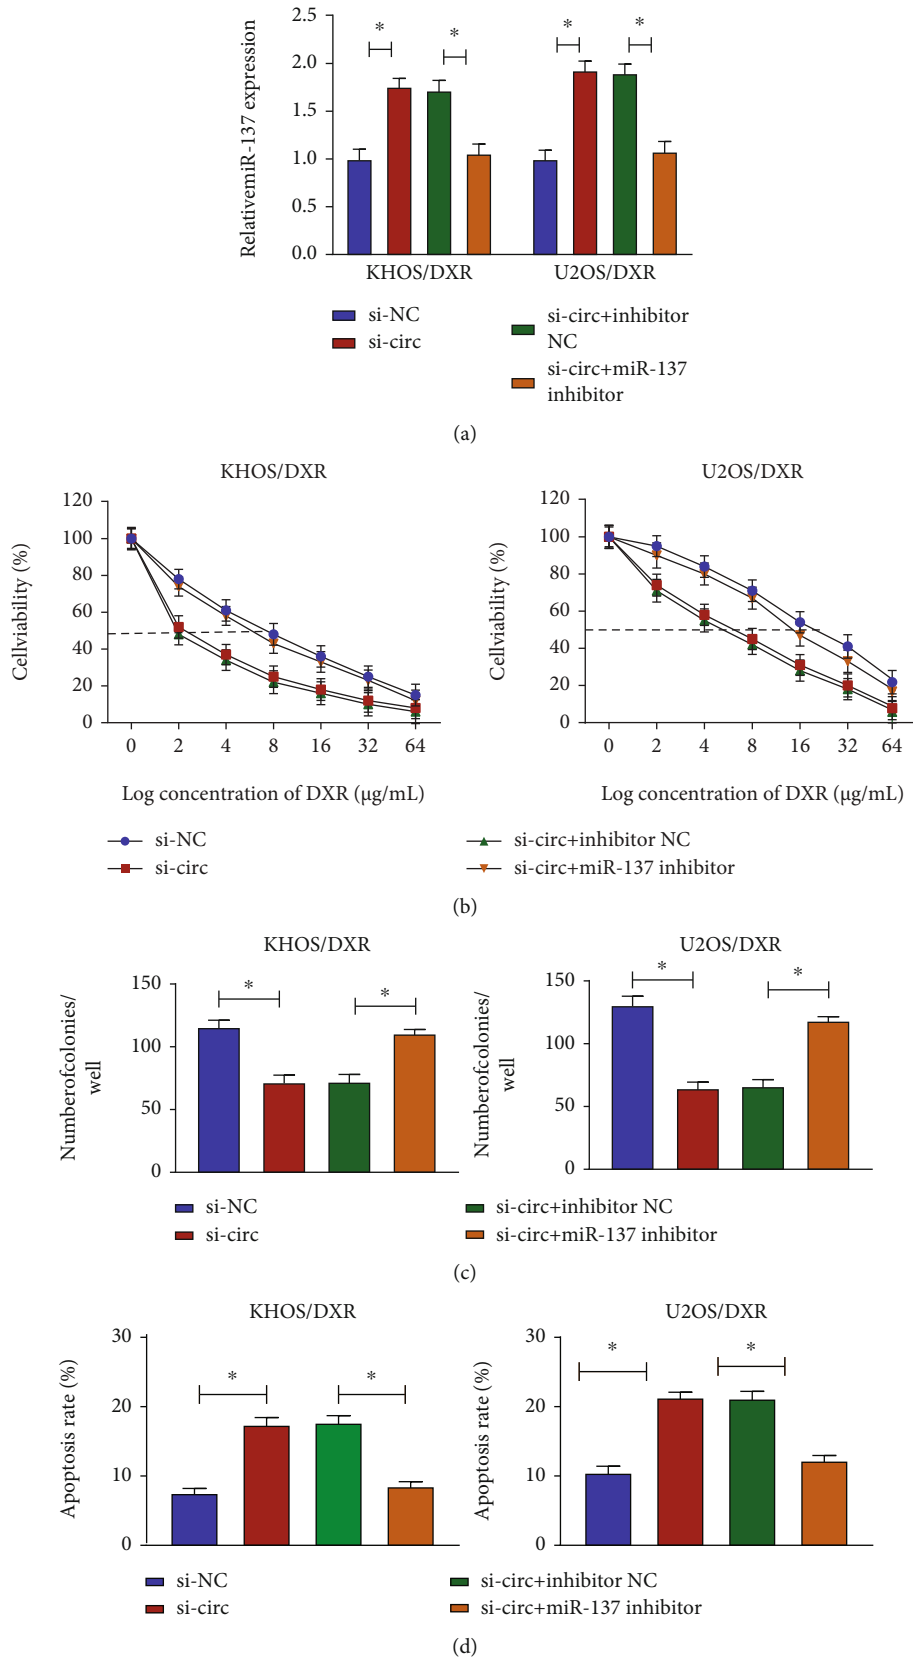 2.5
2.0
1.5
1.0
0.5
0.0
RelativemiR-137 expression
* * * *
KHOS/DXR U2OS/DXR
si-NC
si-circ
si-circ+inhibitor
NC
si-circ+miR-137
inhibitor
(a)
KHOS/DXR
120
100
80
60
40
20
0
Cellviability (%)
0 2 4 8 16 32 64
Log concentration of DXR (μg/mL)
U2OS/DXR
120
100
80
60
40
20
0
Cellviability (%)
0 2 4 8 16 32 64
Log concentration of DXR (μg/mL)
si-NC
si-circ
si-circ+inhibitor NC
si-circ+miR-137 inhibitor
(b)
KHOS/DXR
150
100
50
0
Numberofcolonies/
well
* *
U2OS/DXR
150
100
50
0
Numberofcolonies/
well
* *
si-NC
si-circ
si-circ+inhibitor NC
si-circ+miR-137 inhibitor
(c)
KHOS/DXR
30
20
10
0
Apoptosis rate (%)
* *
U2OS/DXR
30
20
10
0
Apoptosis rate (%)
* *
si-NC
si-circ
si-circ+inhibitor NC
si-circ+miR-137 inhibitor
(d)